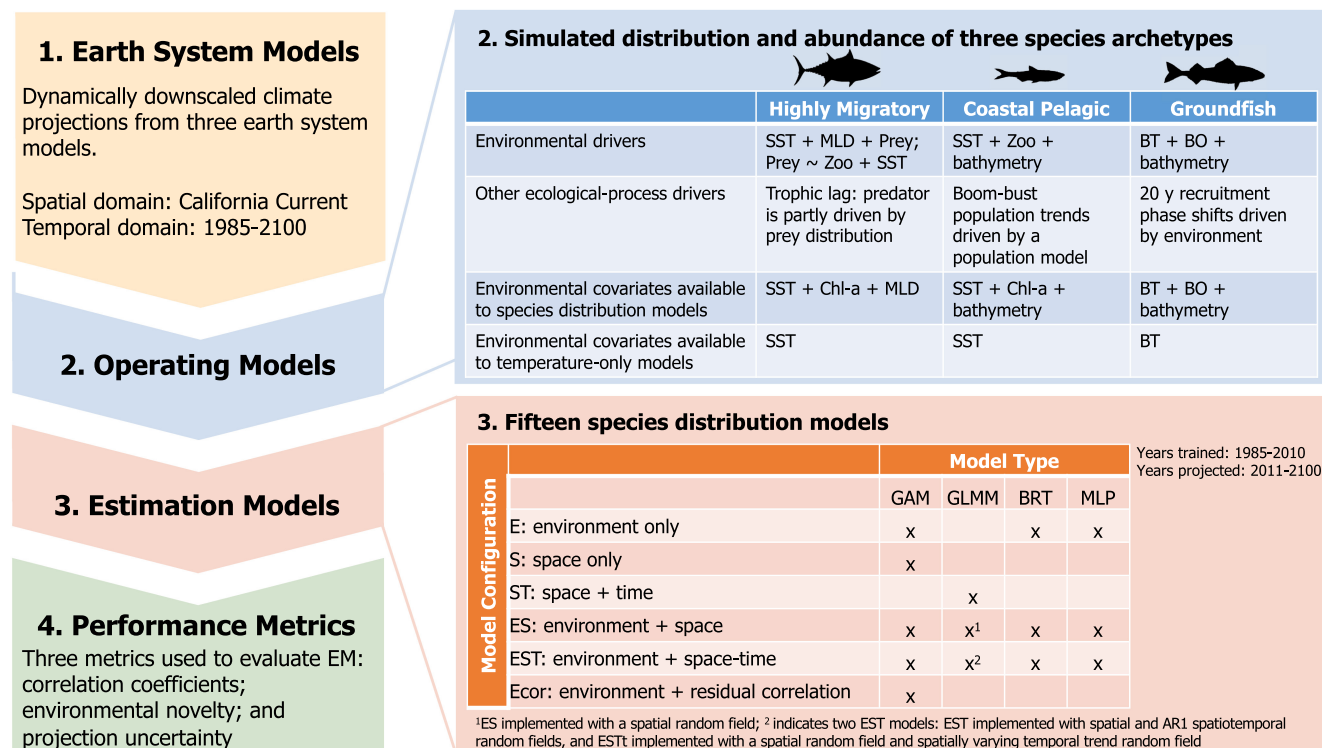 1. Earth System Models
Dynamically downscaled climate
projections from three earth system
models.
Spatial domain: California Current
Temporal domain: 1985-2100
2. Operating Models
3. Estimation Models
4. Performance Metrics
Three metrics used to evaluate EM:
correlation coefficients;
environmental novelty; and
projection uncertainty
2. Simulated distribution and abundance of three species archetypes
Highly Migratory Coastal Pelagic Groundfish
Environmental drivers SST + MLD + Prey; SST + Zoo + BT + BO +
Prey ~ Zoo + SST bathymetry bathymetry
Other ecological-process drivers Trophic lag: predator Boom-bust 20 y recruitment
is partly driven by population trends phase shifts driven
prey distribution driven by a by environment
population model
Environmental covariates available SST + Chl-a + MLD SST + Chl-a + BT + BO +
to species distribution models bathymetry bathymetry
Environmental covariates available SST SST BT
to temperature-only models
3. Fifteen species distribution models
Years trained: 1985-2010
Years projected: 2011-2100
Model Configuration
Model Type
GAM GLMM BRT MLP
E: environment only x x x
S: space only x
ST: space + time x
ES: environment + space x x¹ x x
EST: environment + space-time x x² x x
Ecor: environment + residual correlation x
¹ES implemented with a spatial random field; ² indicates two EST models: EST implemented with spatial and AR1 spatiotemporal
random fields, and ESTt implemented with a spatial random field and spatially varying temporal trend random field